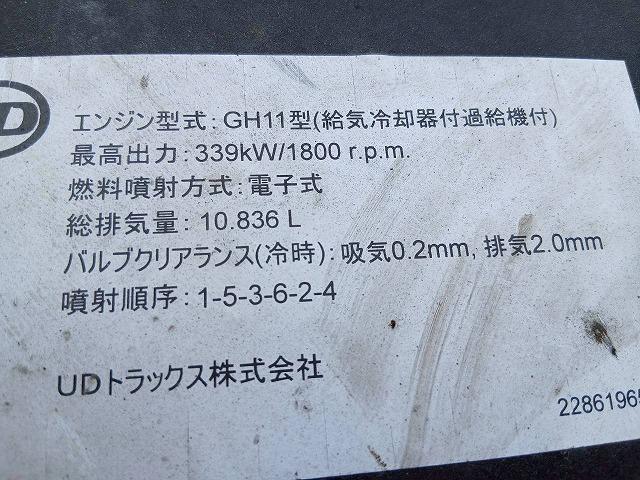 D
エンジン型式：GH11型(給気冷却器付過給機付)
最高出力：339kW/1800 r.p.m.
燃料噴射方式：電子式
総排気量：10.836 L
バルブクリアランス(冷時)：吸気0.2mm, 排気2.0mm
噴射順序：1-5-3-6-2-4
UDトラックス株式会社
2286196